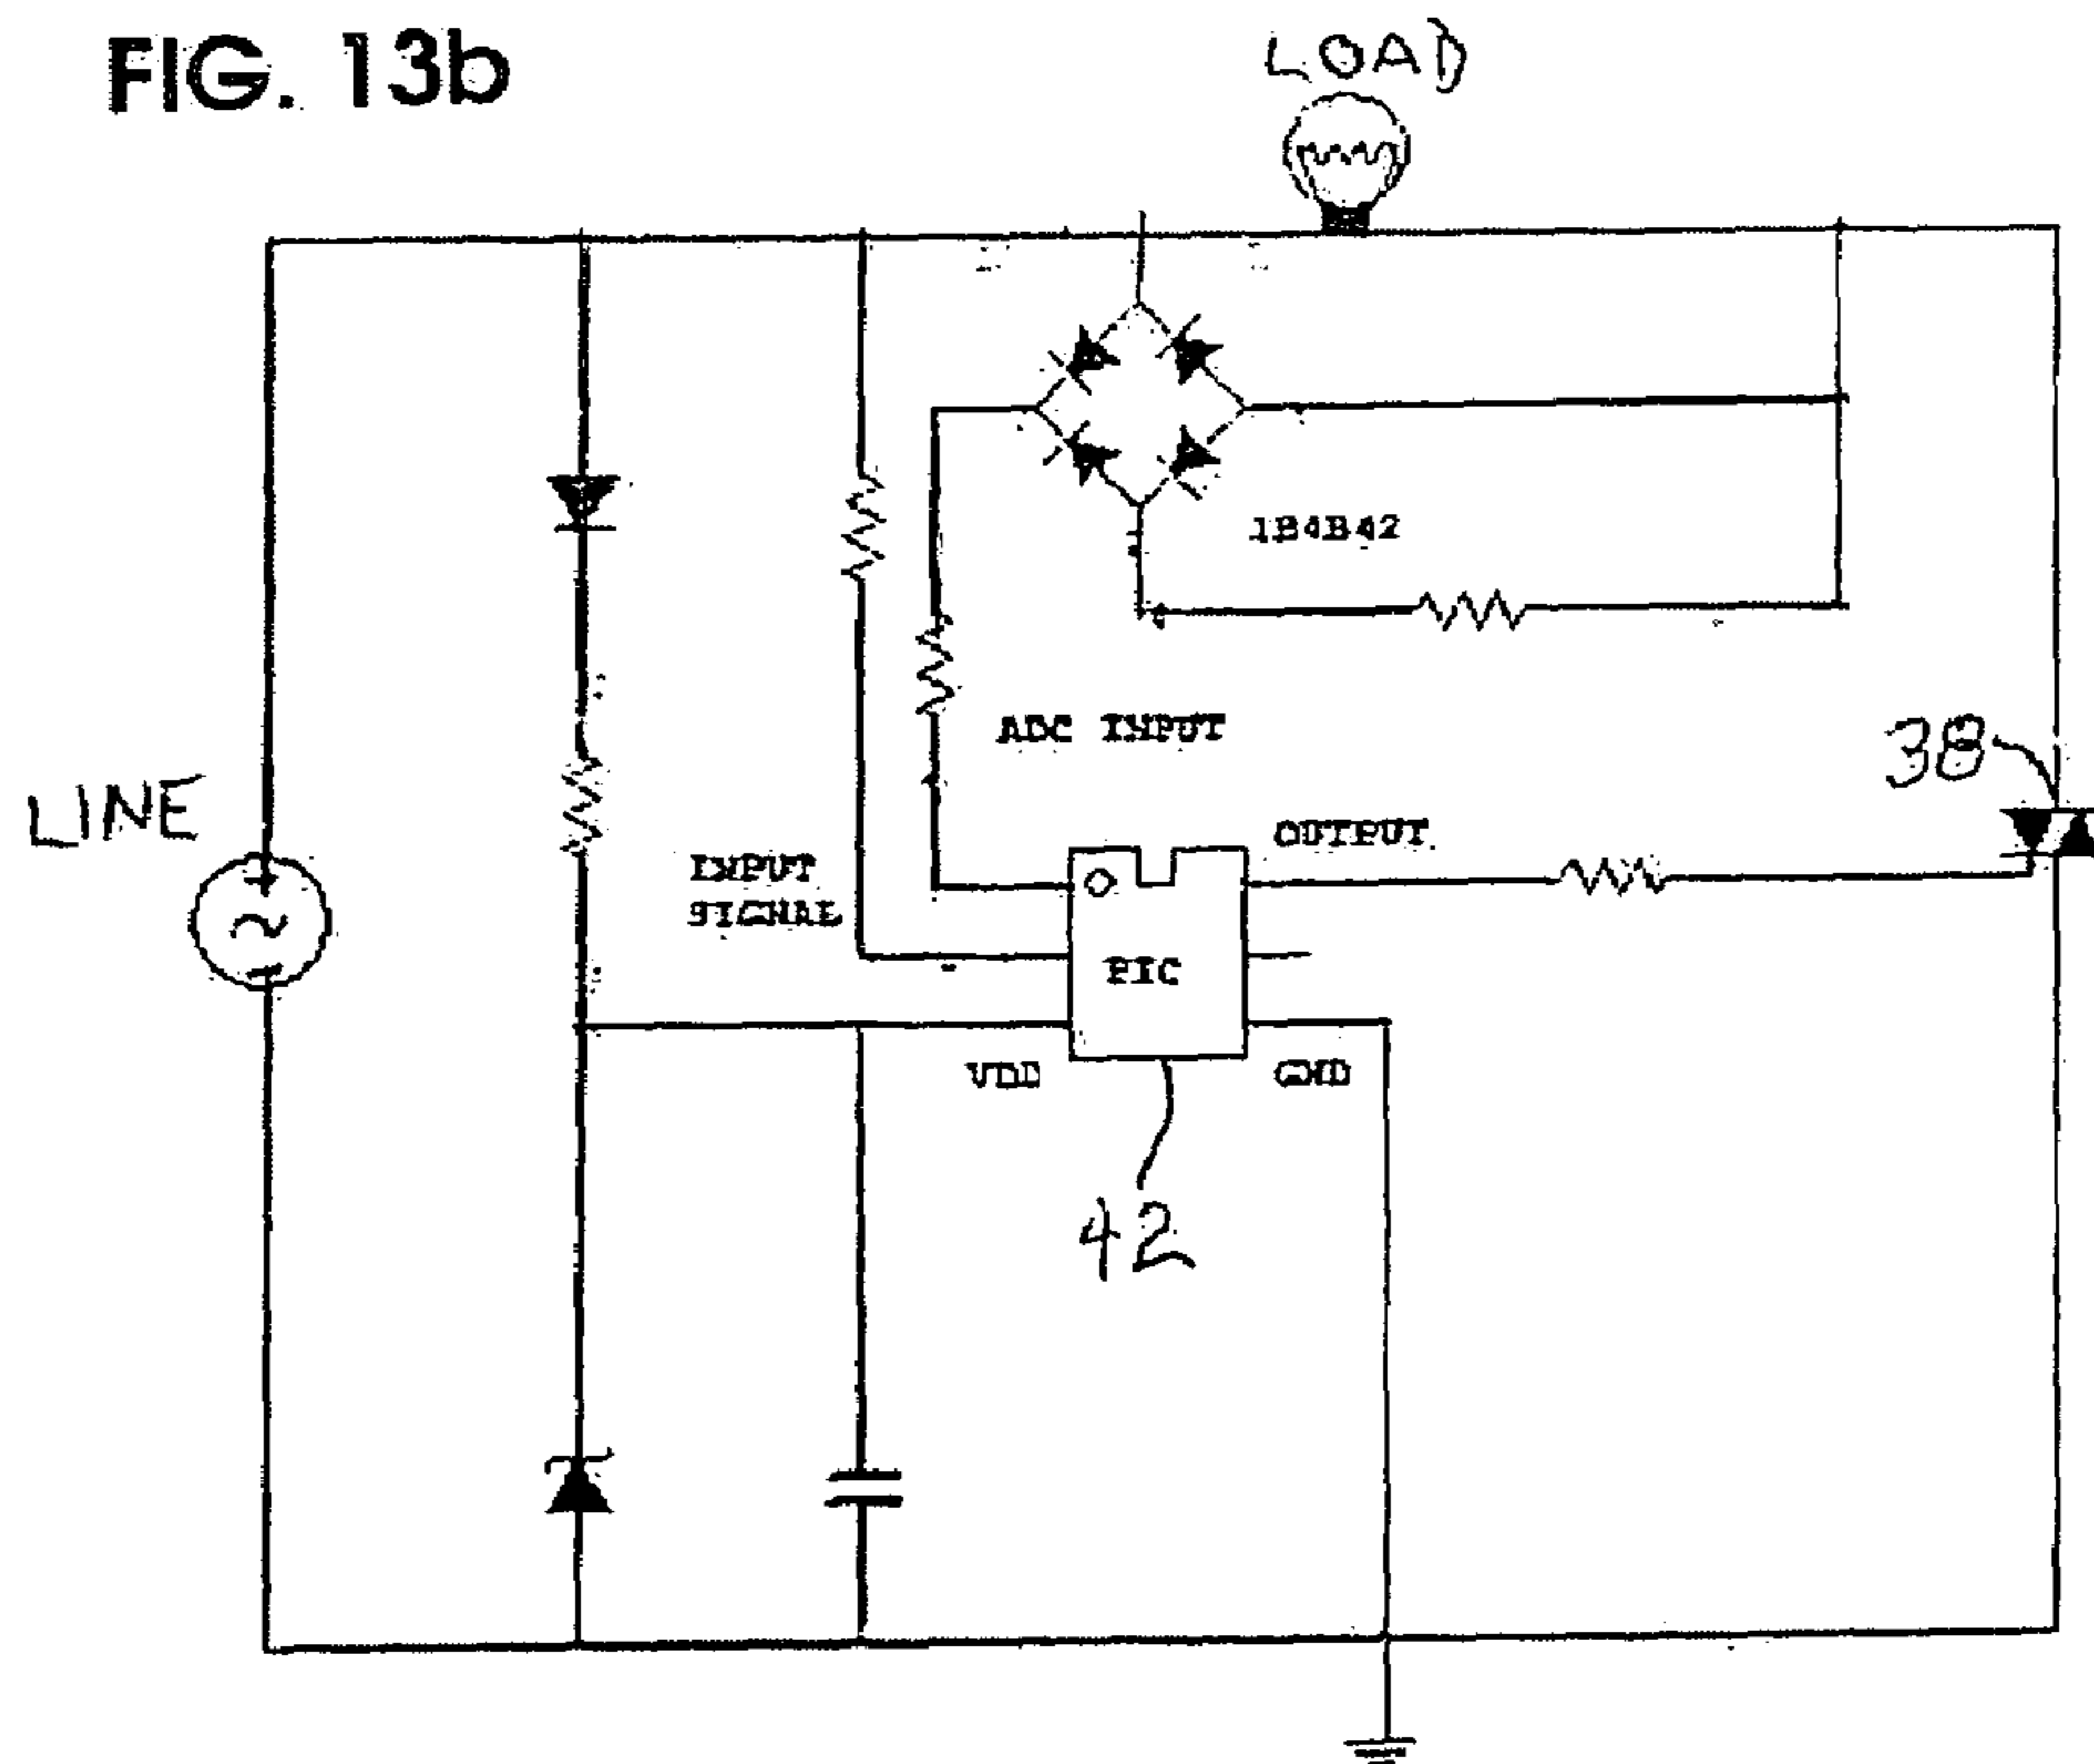 FIG. 13b
LOAD
1B4B42
ADC INPUT
38
LINE
OUTPUT
INPUT
SIGNAL
PIC
VDD
GND
42